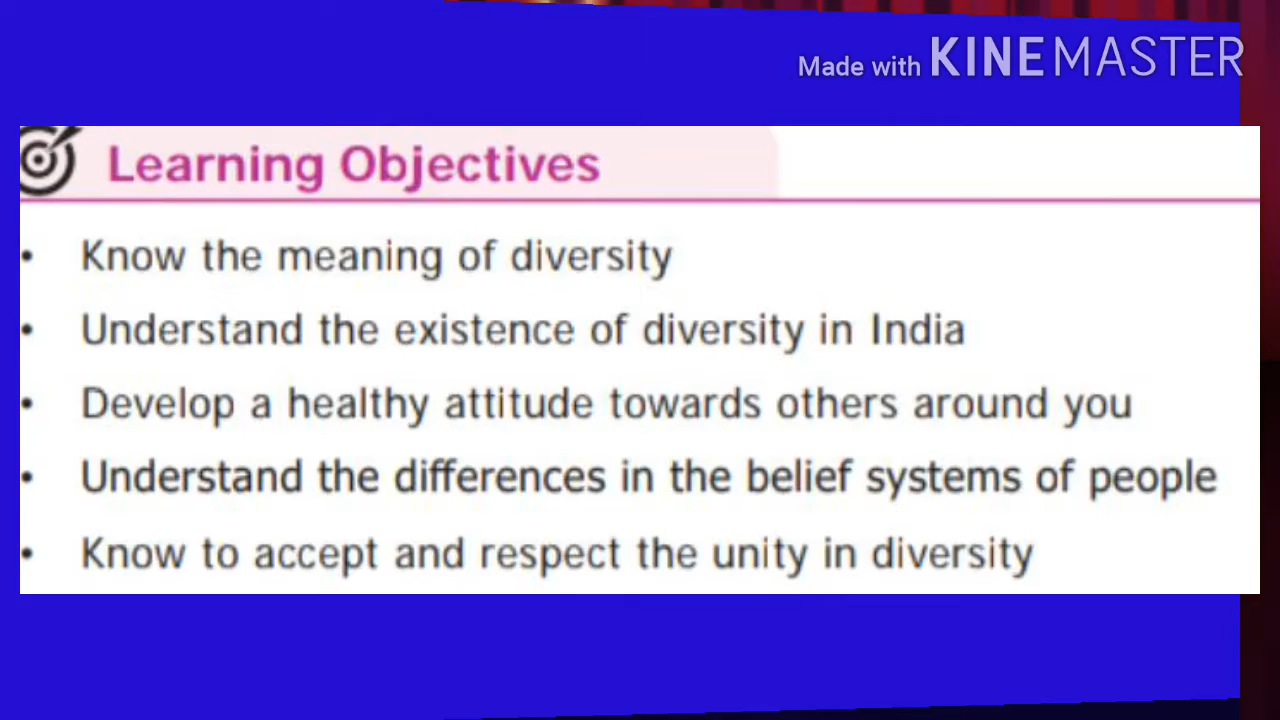 Made with KINEMASTER
Learning Objectives
• Know the meaning of diversity
• Understand the existence of diversity in India
• Develop a healthy attitude towards others around you
• Understand the differences in the belief systems of people
• Know to accept and respect the unity in diversity